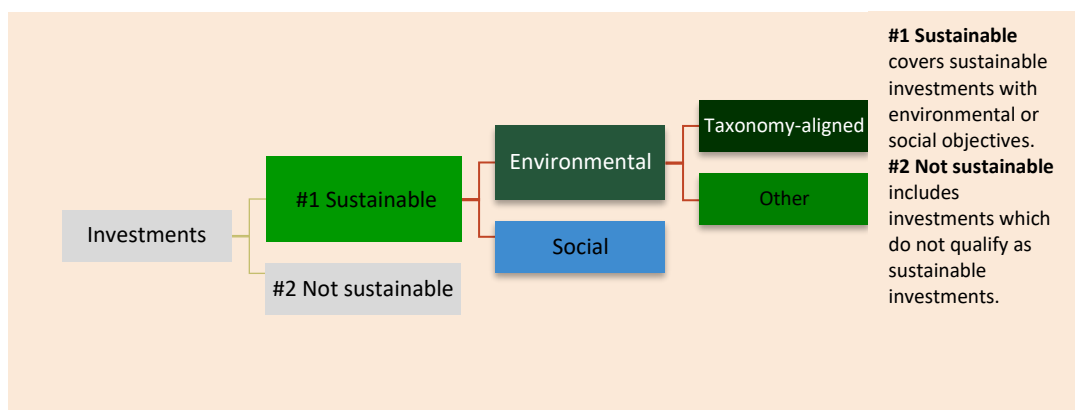 Investments
#1 Sustainable
#2 Not sustainable
Environmental
Social
Taxonomy-aligned
Other
#1 Sustainable
covers sustainable
investments with
environmental or
social objectives.
#2 Not sustainable
includes
investments which
do not qualify as
sustainable
investments.